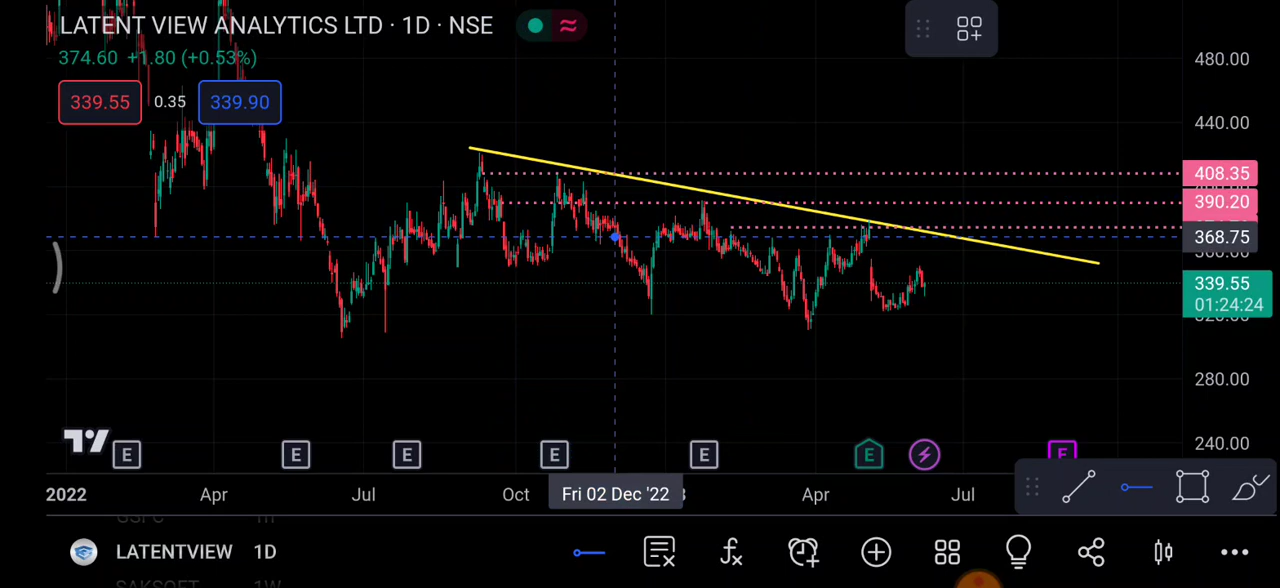 LATENT VIEW ANALYTICS LTD · 1D · NSE
374.60 +1.80 (+0.53%)
339.55 0.35 339.90
480.00
440.00
408.35
390.20
368.75
339.55
01:24:24
280.00
240.00
E E E E E E E
2022 Apr Jul Oct Fri 02 Dec '22 Apr Jul
LATENTVIEW 1D
SAKSOFT 1W